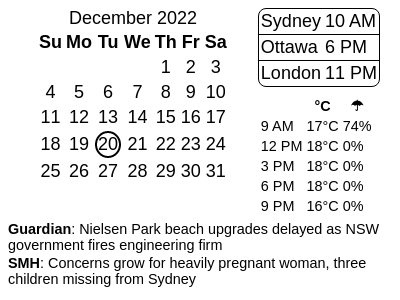 December 2022
Su Mo Tu We Th Fr Sa
1 2 3
4 5 6 7 8 9 10
11 12 13 14 15 16 17
18 19 20 21 22 23 24
25 26 27 28 29 30 31
Sydney 10 AM
Ottawa 6 PM
London 11 PM
°C ☂
9 AM 17°C 74%
12 PM 18°C 0%
3 PM 18°C 0%
6 PM 18°C 0%
9 PM 16°C 0%
Guardian: Nielsen Park beach upgrades delayed as NSW
government fires engineering firm
SMH: Concerns grow for heavily pregnant woman, three
children missing from Sydney